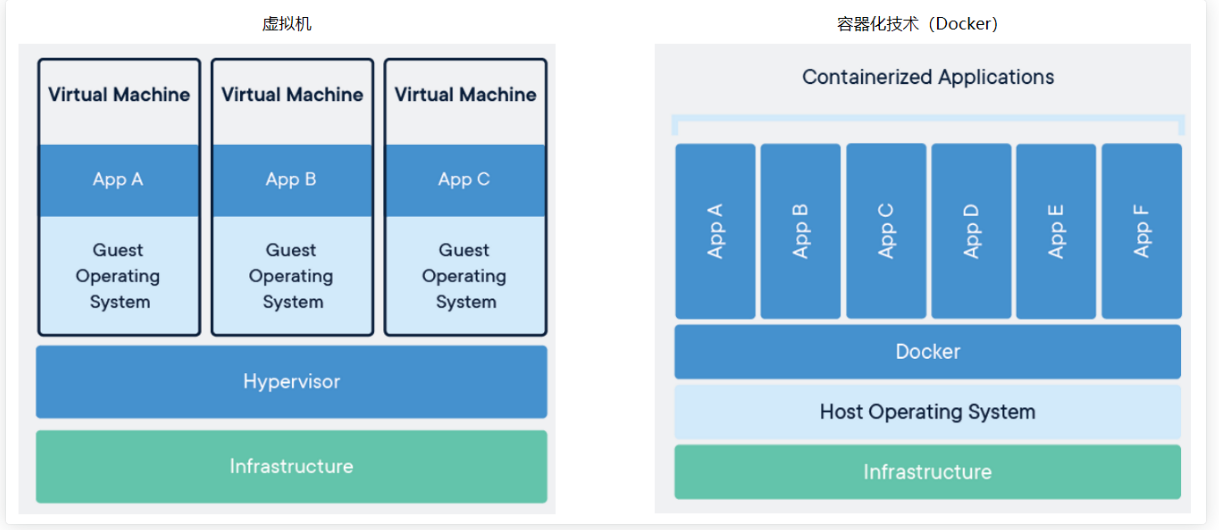 虚拟机
Virtual Machine
App A
Guest
Operating
System
Virtual Machine
App B
Guest
Operating
System
Virtual Machine
App C
Guest
Operating
System
Hypervisor
Infrastructure
容器化技术（Docker）
Containerized Applications
App A
App B
App C
App D
App E
App F
Docker
Host Operating System
Infrastructure